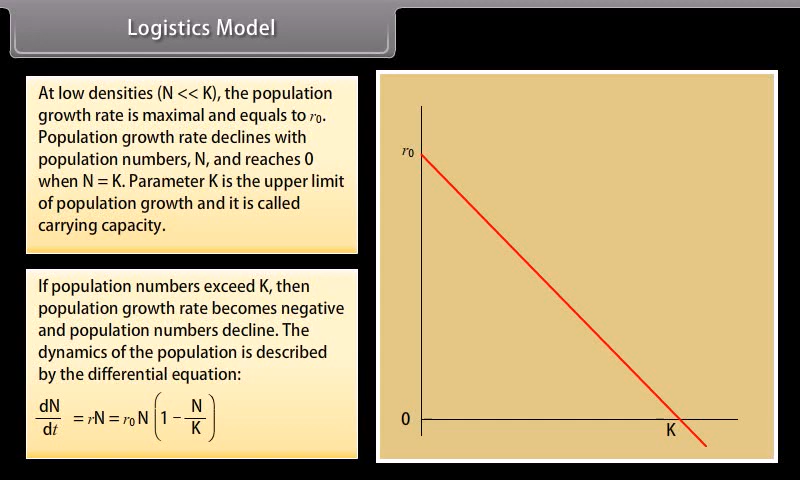 Logistics Model
At low densities (N << K), the population
growth rate is maximal and equals to r₀.
Population growth rate declines with
population numbers, N, and reaches 0
when N = K. Parameter K is the upper limit
of population growth and it is called
carrying capacity.
If population numbers exceed K, then
population growth rate becomes negative
and population numbers decline. The
dynamics of the population is described
by the differential equation:
dN/dt = rN = r₀ N (1 − N/K)
r₀
0
K